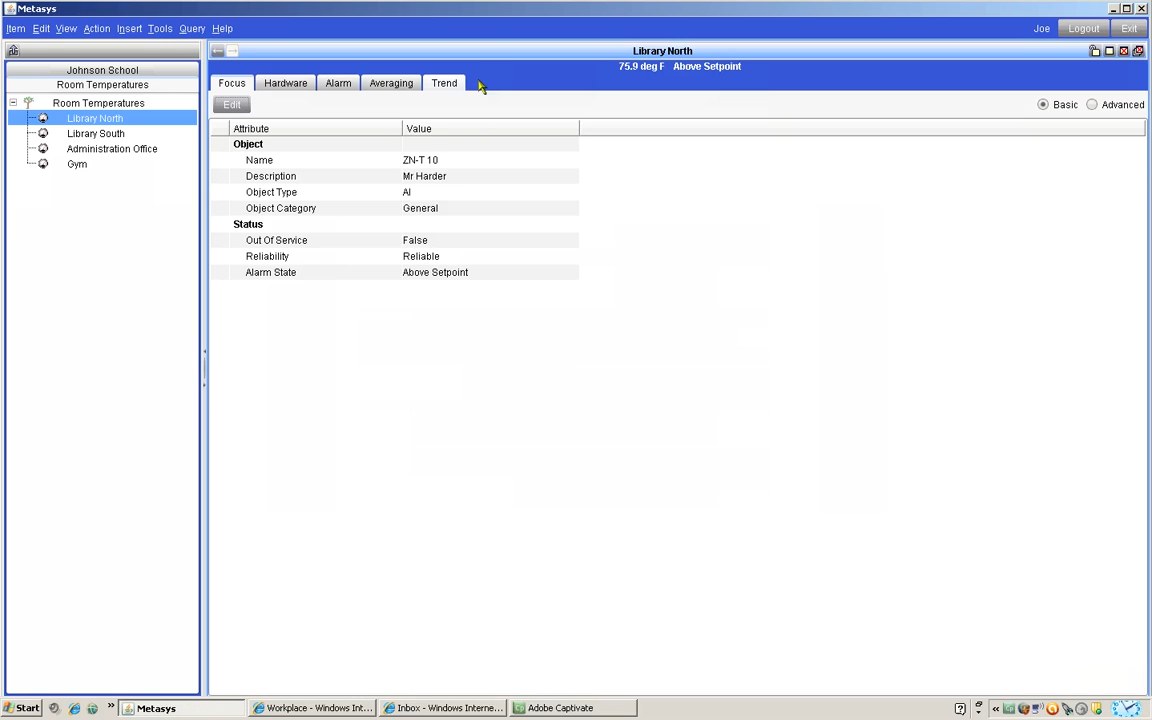 Metasys
Item Edit View Action Insert Tools Query Help
Joe Logout Exit
Johnson School
Room Temperatures
Room Temperatures
Library North
Library South
Administration Office
Gym
Library North
75.9 deg F Above Setpoint
Focus Hardware Alarm Averaging Trend
Edit
Basic Advanced
Attribute Value
Object
Name ZN-T 10
Description Mr Harder
Object Type AI
Object Category General
Status
Out Of Service False
Reliability Reliable
Alarm State Above Setpoint
Start Metasys Workplace - Windows Int... Inbox - Windows Interne... Adobe Captivate